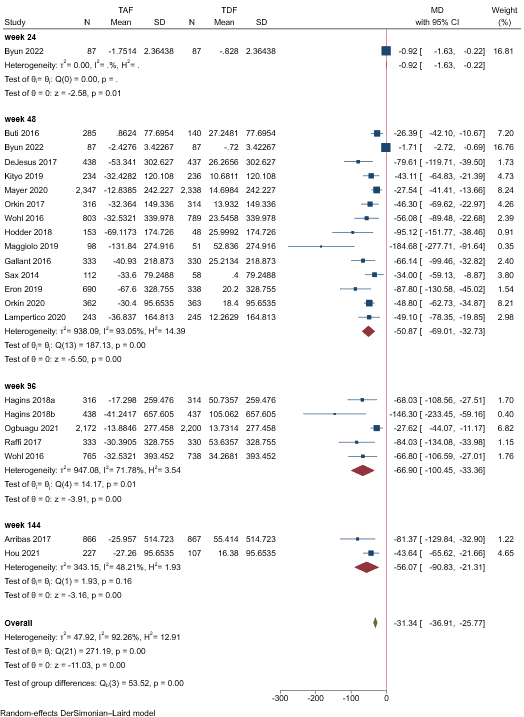 TAF TDF MD Weight
Study N Mean SD N Mean SD with 95% CI (%)
week 24
Byun 2022 87 -1.7514 2.36438 87 -.828 2.36438 -0.92 [ -1.63, -0.22] 16.81
Heterogeneity: τ²= 0.00, I²= .%, H²= . -0.92 [ -1.63, -0.22]
Test of θᵢ= θⱼ: Q(0) = 0.00, p = .
Test of θ = 0: z = -2.58, p = 0.01
week 48
Buti 2016 285 .8624 77.6954 140 27.2481 77.6954 -26.39 [ -42.10, -10.67] 7.20
Byun 2022 87 -2.4276 3.42267 87 -.72 3.42267 -1.71 [ -2.72, -0.69] 16.76
DeJesus 2017 438 -53.341 302.627 437 26.2656 302.627 -79.61 [ -119.71, -39.50] 1.73
Kityo 2019 234 -32.4282 120.108 236 10.6811 120.108 -43.11 [ -64.83, -21.39] 4.73
Mayer 2020 2,347 -12.8385 242.227 2,338 14.6984 242.227 -27.54 [ -41.41, -13.66] 8.24
Orkin 2017 316 -32.364 149.336 314 13.932 149.336 -46.30 [ -69.62, -22.97] 4.26
Wohl 2016 803 -32.5321 339.978 789 23.5458 339.978 -56.08 [ -89.48, -22.68] 2.39
Hodder 2018 153 -69.1173 174.726 48 25.9992 174.726 -95.12 [ -151.77, -38.46] 0.91
Maggiolo 2019 98 -131.84 274.916 51 52.836 274.916 -184.68 [ -277.71, -91.64] 0.35
Gallant 2016 333 -40.93 218.873 330 25.2134 218.873 -66.14 [ -99.46, -32.82] 2.40
Sax 2014 112 -33.6 79.2488 58 .4 79.2488 -34.00 [ -59.13, -8.87] 3.80
Eron 2019 690 -67.6 328.755 338 20.2 328.755 -87.80 [ -130.58, -45.02] 1.54
Orkin 2020 362 -30.4 95.6535 363 18.4 95.6535 -48.80 [ -62.73, -34.87] 8.21
Lampertico 2020 243 -36.837 164.813 245 12.2629 164.813 -49.10 [ -78.35, -19.85] 2.98
Heterogeneity: τ²= 938.09, I²= 93.05%, H²= 14.39 -50.87 [ -69.01, -32.73]
Test of θᵢ= θⱼ: Q(13) = 187.13, p = 0.00
Test of θ = 0: z = -5.50, p = 0.00
week 96
Hagins 2018a 316 -17.298 259.476 314 50.7357 259.476 -68.03 [ -108.56, -27.51] 1.70
Hagins 2018b 438 -41.2417 657.605 437 105.062 657.605 -146.30 [ -233.45, -59.16] 0.40
Ogbuagu 2021 2,172 -13.8846 277.458 2,200 13.7314 277.458 -27.62 [ -44.07, -11.17] 6.82
Raffi 2017 333 -30.3905 328.750 330 53.6357 328.750 -84.03 [ -134.08, -33.98] 1.15
Wohl 2016 765 -32.5321 393.452 738 34.2681 393.452 -66.80 [ -106.59, -27.01] 1.76
Heterogeneity: τ²= 947.08, I²= 71.78%, H²= 3.54 -66.90 [ -100.45, -33.36]
Test of θᵢ= θⱼ: Q(4) = 14.17, p = 0.01
Test of θ = 0: z = -3.91, p = 0.00
week 144
Arribas 2017 866 -25.957 514.723 867 55.414 514.723 -81.37 [ -129.84, -32.90] 1.22
Hou 2021 227 -27.26 95.6535 107 16.38 95.6535 -43.64 [ -65.62, -21.66] 4.65
Heterogeneity: τ²= 343.15, I²= 48.21%, H²= 1.93 -56.07 [ -90.83, -21.31]
Test of θᵢ= θⱼ: Q(1) = 1.93, p = 0.16
Test of θ = 0: z = -3.16, p = 0.00
Overall -31.34 [ -36.91, -25.77]
Heterogeneity: τ²= 47.92, I²= 92.26%, H²= 12.91
Test of θᵢ= θⱼ: Q(21) = 271.19, p = 0.00
Test of θ = 0: z = -11.03, p = 0.00
Test of group differences: Q_b(3) = 53.52, p = 0.00
-300 -200 -100 0
Random-effects DerSimonian–Laird model